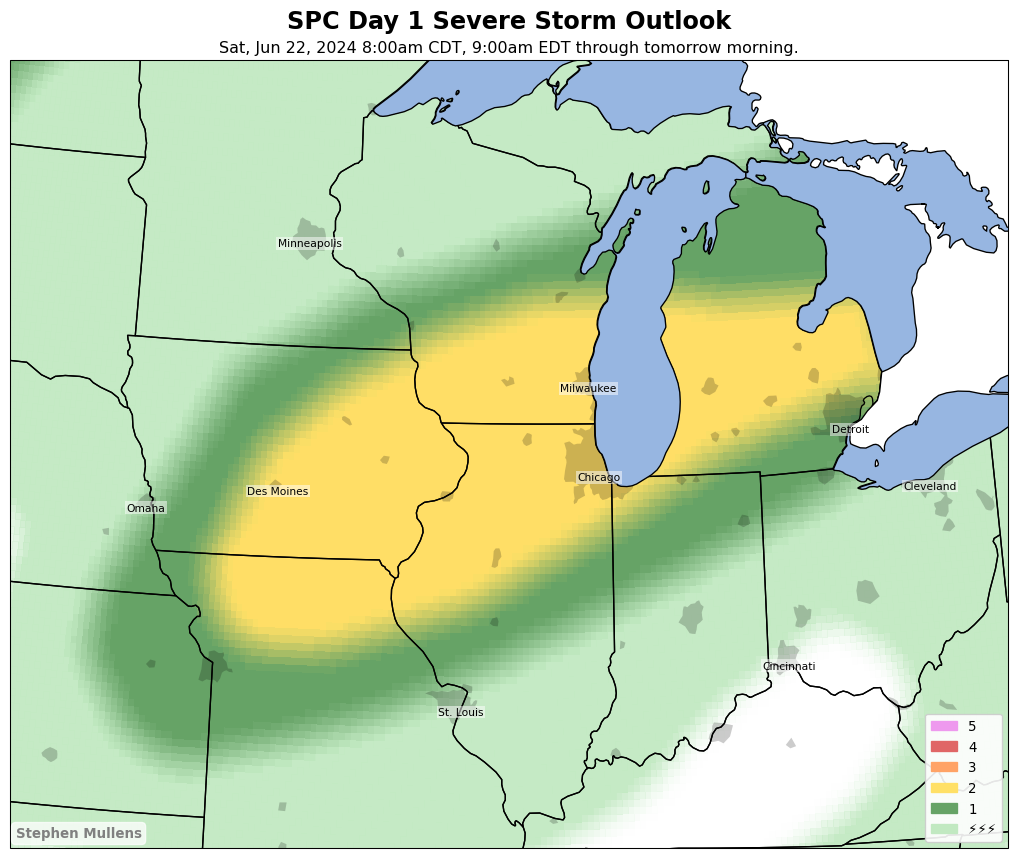 SPC Day 1 Severe Storm Outlook
Sat, Jun 22, 2024 8:00am CDT, 9:00am EDT through tomorrow morning.
Minneapolis
Milwaukee
Detroit
Chicago
Cleveland
Des Moines
Omaha
Cincinnati
St. Louis
5
4
3
2
1
⚡⚡⚡
Stephen Mullens